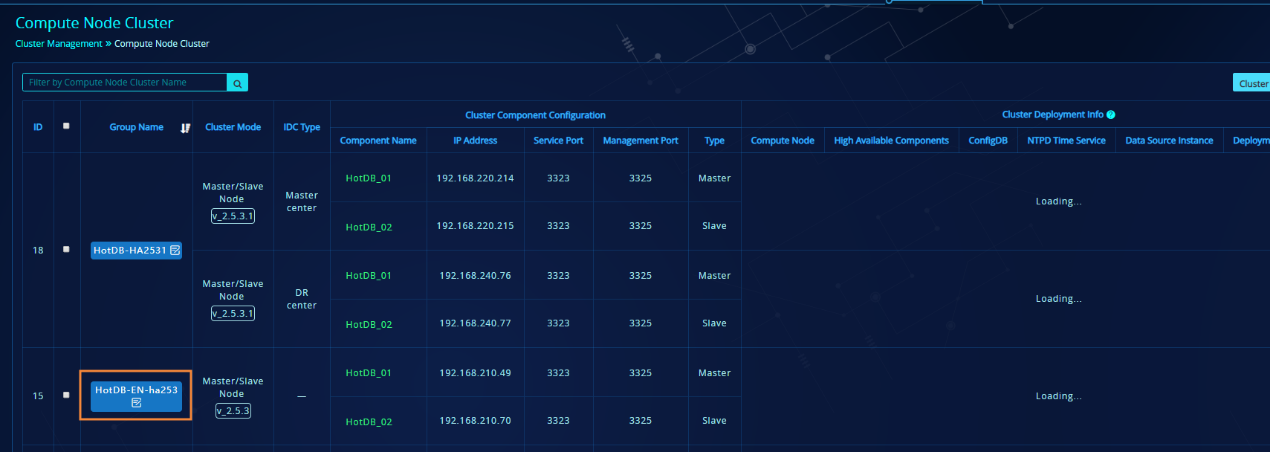 Compute Node Cluster
Cluster Management » Compute Node Cluster
Filter by Compute Node Cluster Name
Cluster
ID Group Name Cluster Mode IDC Type Cluster Component Configuration Cluster Deployment Info ?
Component Name IP Address Service Port Management Port Type Compute Node High Available Components ConfigDB NTPD Time Service Data Source Instance Deploym
18 HotDB-HA2531
Master/Slave
Node
v_2.5.3.1
Master
center
HotDB_01 192.168.220.214 3323 3325 Master
HotDB_02 192.168.220.215 3323 3325 Slave
Loading...
Master/Slave
Node
v_2.5.3.1
DR
center
HotDB_01 192.168.240.76 3323 3325 Master
HotDB_02 192.168.240.77 3323 3325 Slave
Loading...
15 HotDB-EN-ha253
Master/Slave
Node
v_2.5.3
—
HotDB_01 192.168.210.49 3323 3325 Master
HotDB_02 192.168.210.70 3323 3325 Slave
Loading...